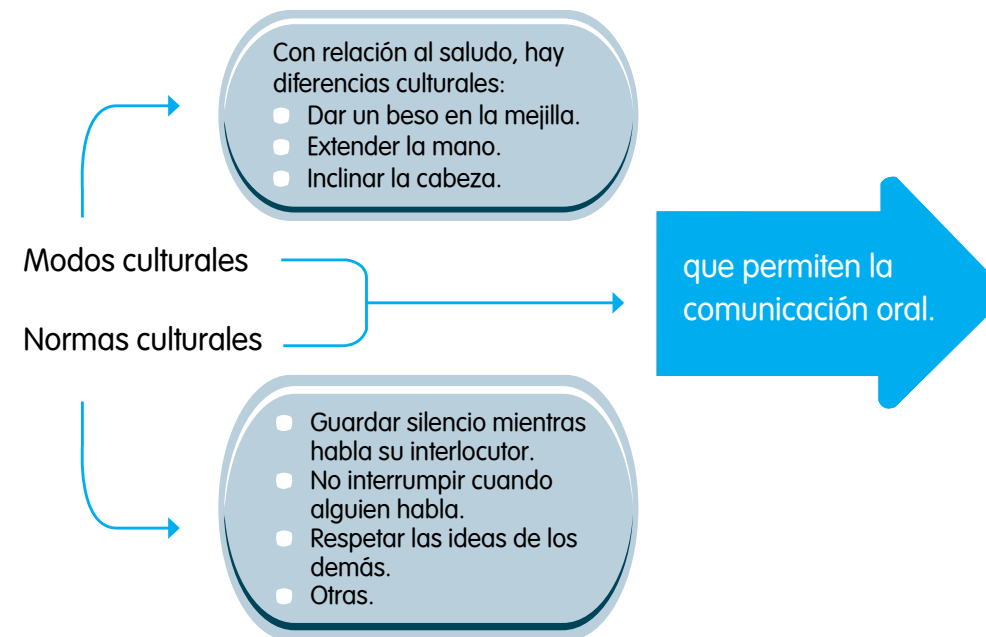 Con relación al saludo, hay
diferencias culturales:
Dar un beso en la mejilla.
Extender la mano.
Inclinar la cabeza.
Modos culturales
Normas culturales
que permiten la
comunicación oral.
Guardar silencio mientras
habla su interlocutor.
No interrumpir cuando
alguien habla.
Respetar las ideas de los
demás.
Otras.